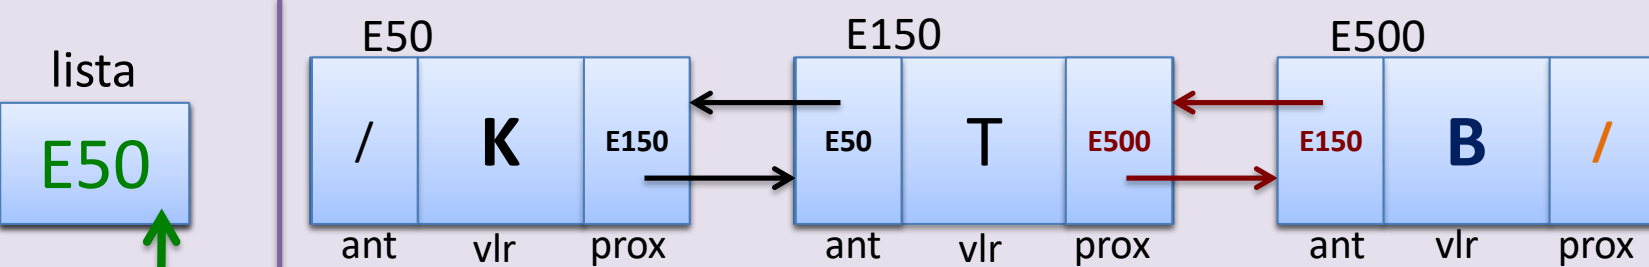 lista
E50
E50 E150 E500
/ K E150 E50 T E500 E150 B /
ant vlr prox ant vlr prox ant vlr prox